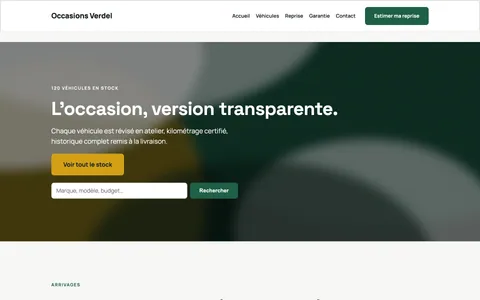 Occasions Verdel
Accueil Véhicules Reprise Garantie Contact Estimer ma reprise
120 VÉHICULES EN STOCK
L'occasion, version transparente.
Chaque véhicule est révisé en atelier, kilométrage certifié,
historique complet remis à la livraison.
Voir tout le stock
Marque, modèle, budget… Rechercher
ARRIVAGES